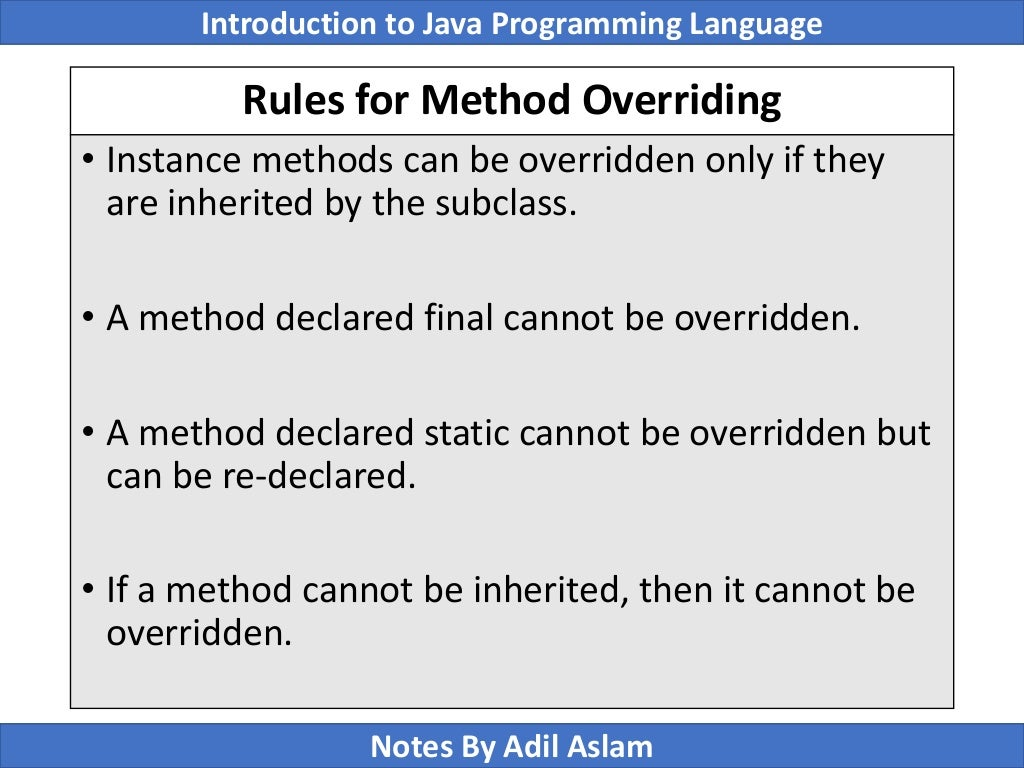 Introduction to Java Programming Language
Rules for Method Overriding
• Instance methods can be overridden only if they
are inherited by the subclass.
• A method declared final cannot be overridden.
• A method declared static cannot be overridden but
can be re-declared.
• If a method cannot be inherited, then it cannot be
overridden.
Notes By Adil Aslam